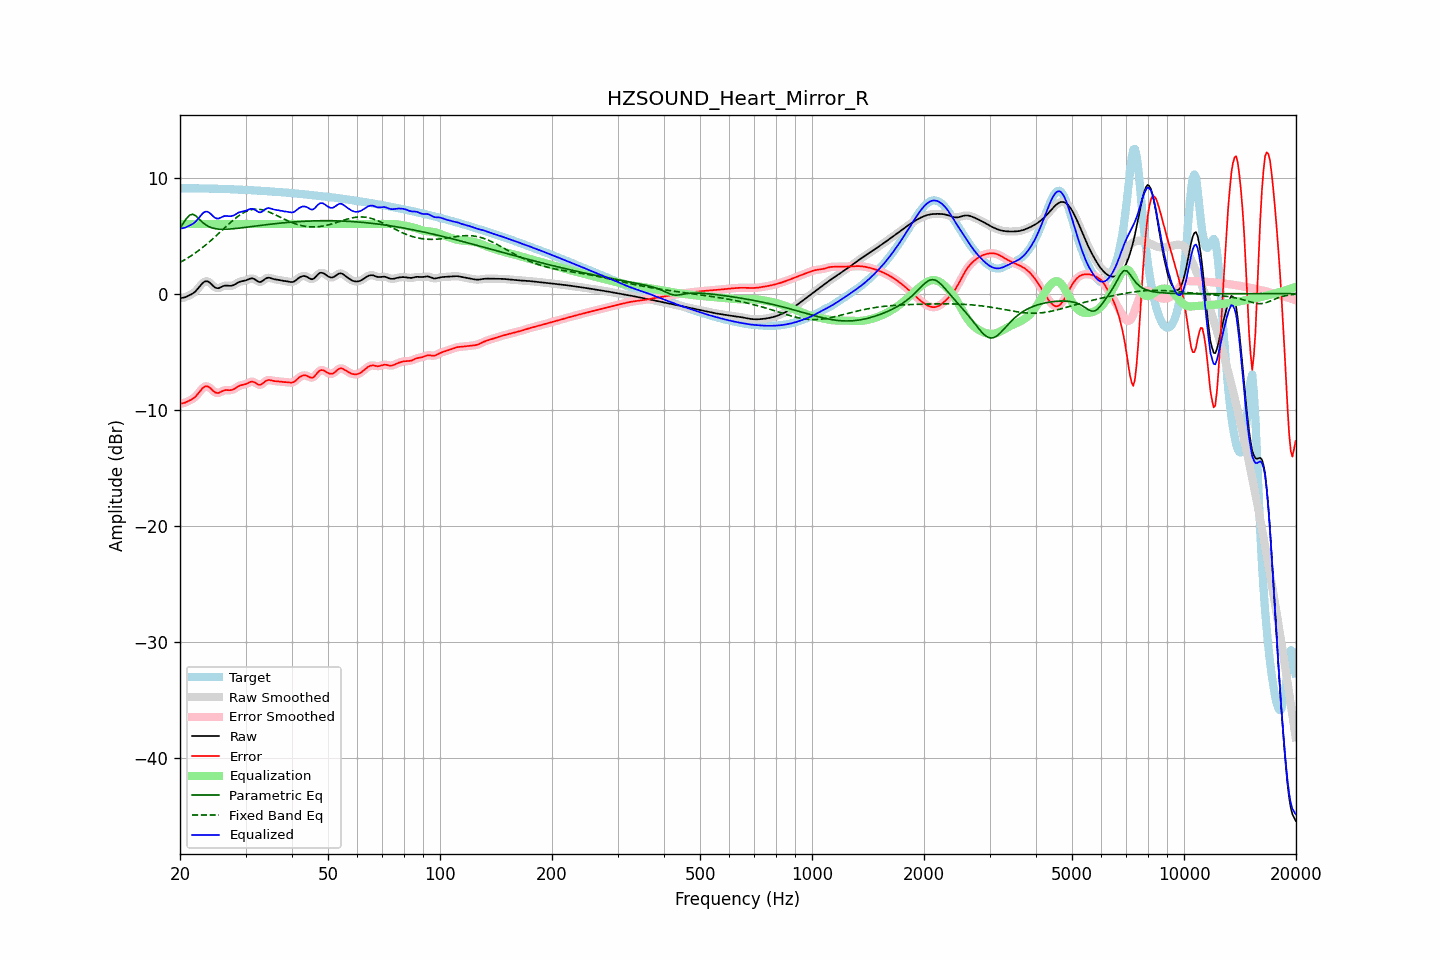 HZSOUND_Heart_Mirror_R
Amplitude (dBr)
10
0
−10
−20
−30
−40
Target
Raw Smoothed
Error Smoothed
Raw
Error
Equalization
Parametric Eq
Fixed Band Eq
Equalized
20 50 100 200 500 1000 2000 5000 10000 20000
Frequency (Hz)